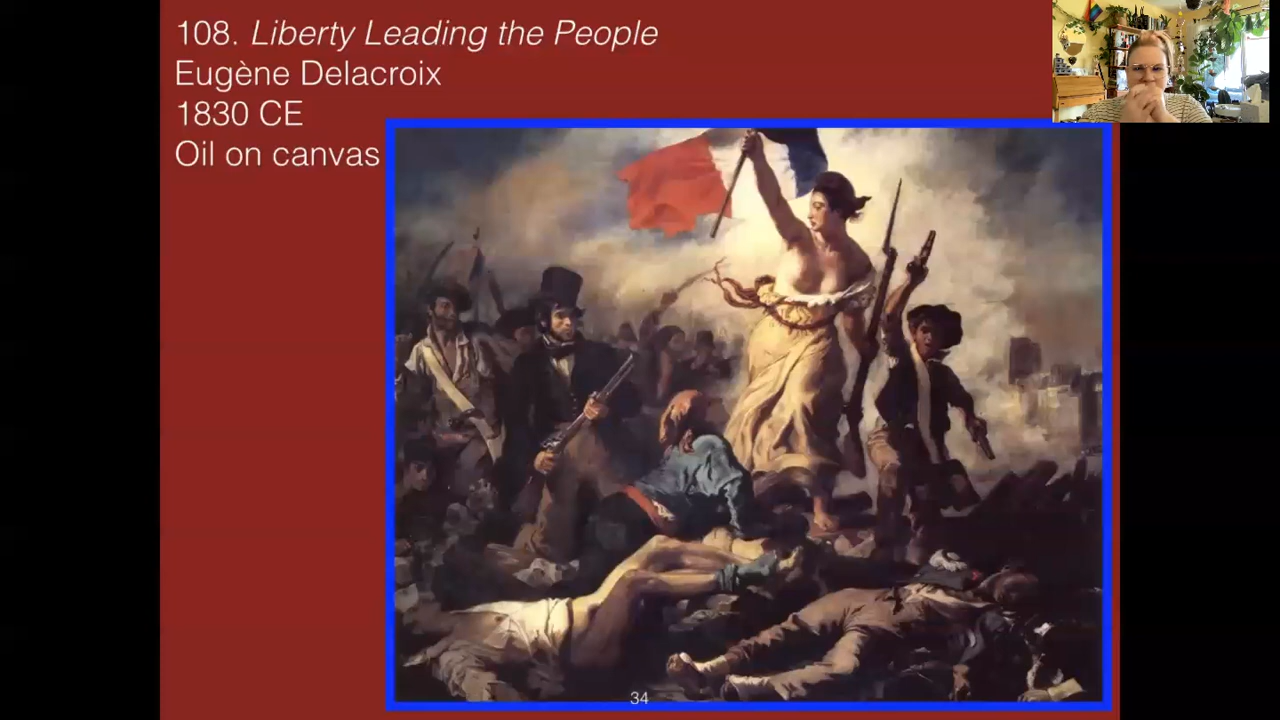 108. Liberty Leading the People
Eugène Delacroix
1830 CE
Oil on canvas
34